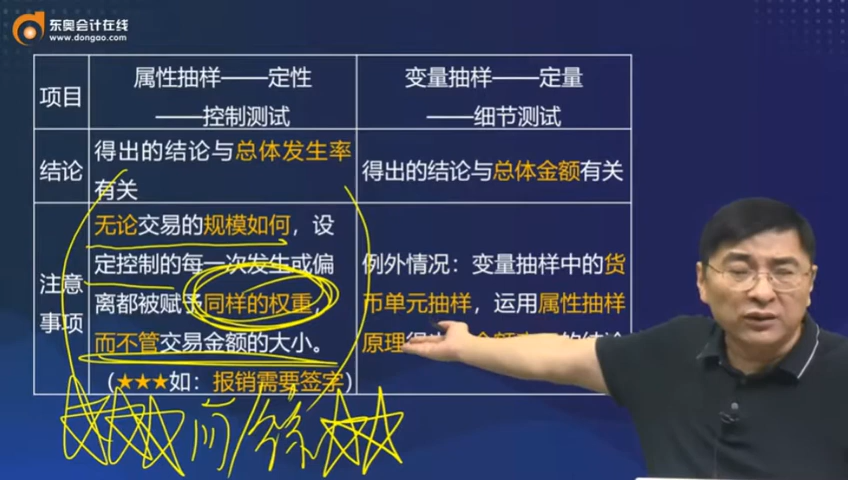 东奥会计在线
www.dongao.com
项目
属性抽样——定性
——控制测试
变量抽样——定量
——细节测试
结论
得出的结论与总体发生率
有关
得出的结论与总体金额有关
注意
事项
无论交易的规模如何，设
定控制的每一次发生或偏
离都被赋予同样的权重，
而不管交易金额的大小。
（★★★如：报销需要签字）
例外情况：变量抽样中的货
币单元抽样，运用属性抽样
原理